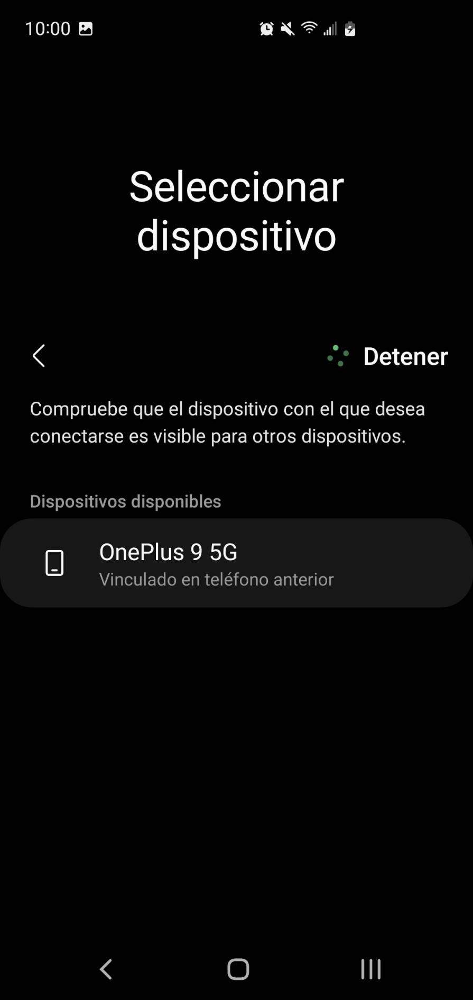 10:00
Seleccionar
dispositivo
Detener
Compruebe que el dispositivo con el que desea
conectarse es visible para otros dispositivos.
Dispositivos disponibles
OnePlus 9 5G
Vinculado en teléfono anterior